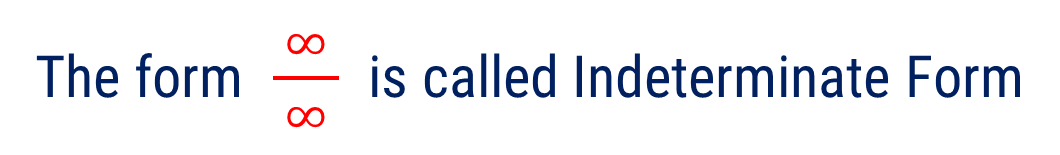 The form ∞/∞ is called Indeterminate Form